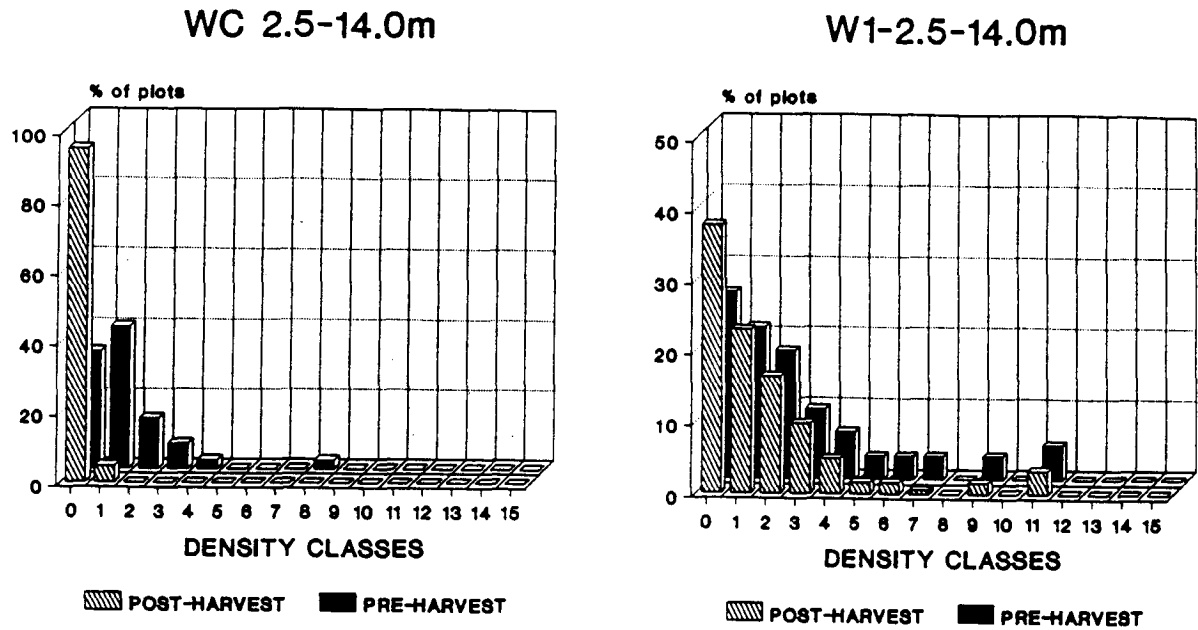 WC 2.5-14.0m
% of plots
100
80
60
40
20
0
0 1 2 3 4 5 6 7 8 9 10 11 12 13 14 15
DENSITY CLASSES
POST-HARVEST PRE-HARVEST
W1-2.5-14.0m
% of plots
50
40
30
20
10
0
0 1 2 3 4 5 6 7 8 9 10 11 12 13 14 15
DENSITY CLASSES
POST-HARVEST PRE-HARVEST